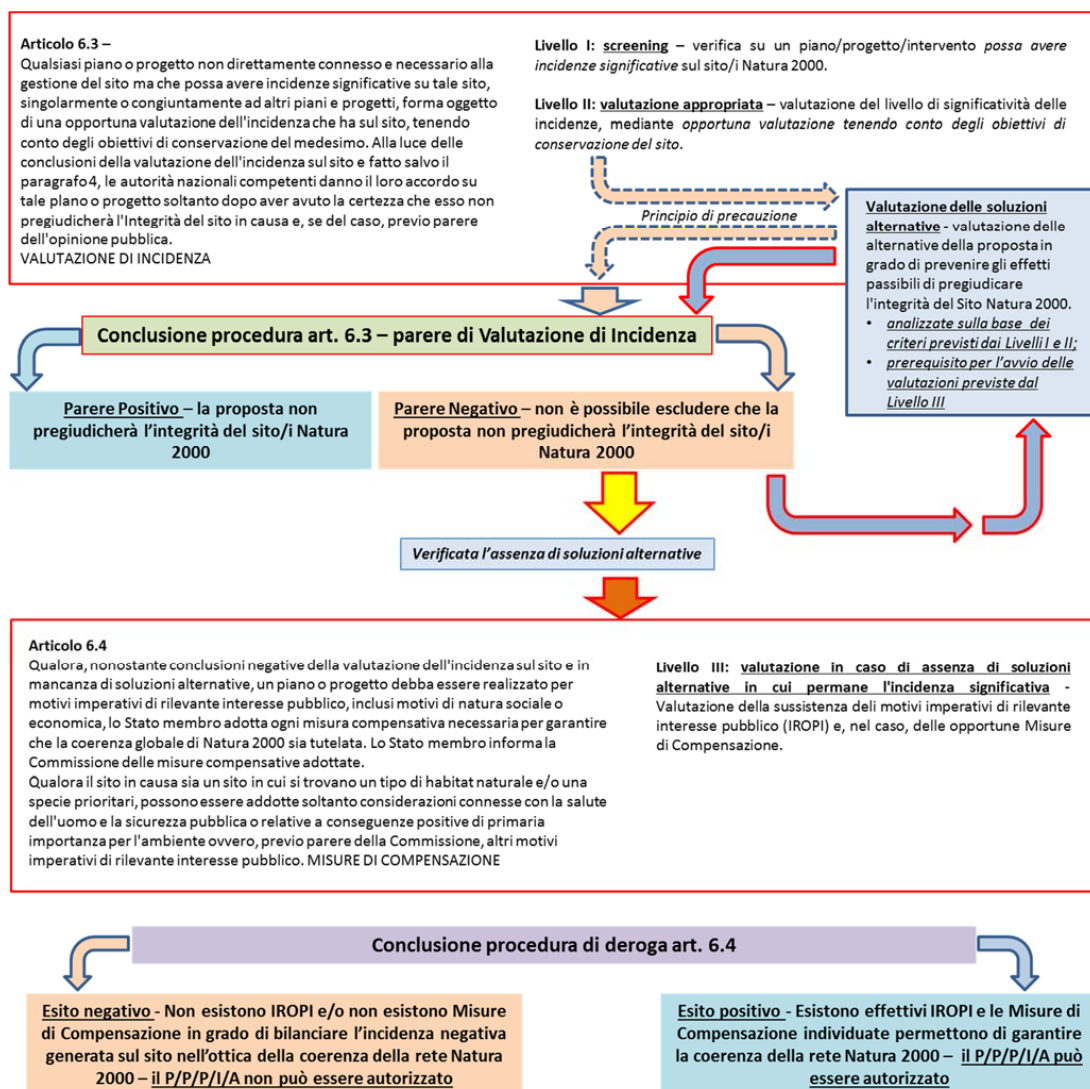 Articolo 6.3 –
Qualsiasi piano o progetto non direttamente connesso e necessario alla
gestione del sito ma che possa avere incidenze significative su tale sito,
singolarmente o congiuntamente ad altri piani e progetti, forma oggetto
di una opportuna valutazione dell'incidenza che ha sul sito, tenendo
conto degli obiettivi di conservazione del medesimo. Alla luce delle
conclusioni della valutazione dell'incidenza sul sito e fatto salvo il
paragrafo 4, le autorità nazionali competenti danno il loro accordo su
tale piano o progetto soltanto dopo aver avuto la certezza che esso non
pregiudicherà l'Integrità del sito in causa e, se del caso, previo parere
dell'opinione pubblica.
VALUTAZIONE DI INCIDENZA
Livello I: screening – verifica su un piano/progetto/intervento possa avere
incidenze significative sul sito/i Natura 2000.
Livello II: valutazione appropriata – valutazione del livello di significatività delle
incidenze, mediante opportuna valutazione tenendo conto degli obiettivi di
conservazione del sito.
Principio di precauzione
Valutazione delle soluzioni
alternative - valutazione delle
alternative della proposta in
grado di prevenire gli effetti
passibili di pregiudicare
l'integrità del Sito Natura 2000.
• analizzate sulla base dei
criteri previsti dai Livelli I e II;
• prerequisito per l'avvio delle
valutazioni previste dal
Livello III
Conclusione procedura art. 6.3 – parere di Valutazione di Incidenza
Parere Positivo – la proposta non
pregiudicherà l'integrità del sito/i Natura
2000
Parere Negativo – non è possibile escludere che la
proposta non pregiudicherà l'integrità del sito/i
Natura 2000
Verificata l'assenza di soluzioni alternative
Articolo 6.4
Qualora, nonostante conclusioni negative della valutazione dell'incidenza sul sito e in
mancanza di soluzioni alternative, un piano o progetto debba essere realizzato per
motivi imperativi di rilevante interesse pubblico, inclusi motivi di natura sociale o
economica, lo Stato membro adotta ogni misura compensativa necessaria per garantire
che la coerenza globale di Natura 2000 sia tutelata. Lo Stato membro informa la
Commissione delle misure compensative adottate.
Qualora il sito in causa sia un sito in cui si trovano un tipo di habitat naturale e/o una
specie prioritari, possono essere addotte soltanto considerazioni connesse con la salute
dell'uomo e la sicurezza pubblica o relative a conseguenze positive di primaria
importanza per l'ambiente ovvero, previo parere della Commissione, altri motivi
imperativi di rilevante interesse pubblico. MISURE DI COMPENSAZIONE
Livello III: valutazione in caso di assenza di soluzioni
alternative in cui permane l'incidenza significativa -
Valutazione della sussistenza deli motivi imperativi di rilevante
interesse pubblico (IROPI) e, nel caso, delle opportune Misure
di Compensazione.
Conclusione procedura di deroga art. 6.4
Esito negativo - Non esistono IROPI e/o non esistono Misure
di Compensazione in grado di bilanciare l'incidenza negativa
generata sul sito nell'ottica della coerenza della rete Natura
2000 – il P/P/P/I/A non può essere autorizzato
Esito positivo - Esistono effettivi IROPI e le Misure di
Compensazione individuate permettono di garantire
la coerenza della rete Natura 2000 – il P/P/P/I/A può
essere autorizzato